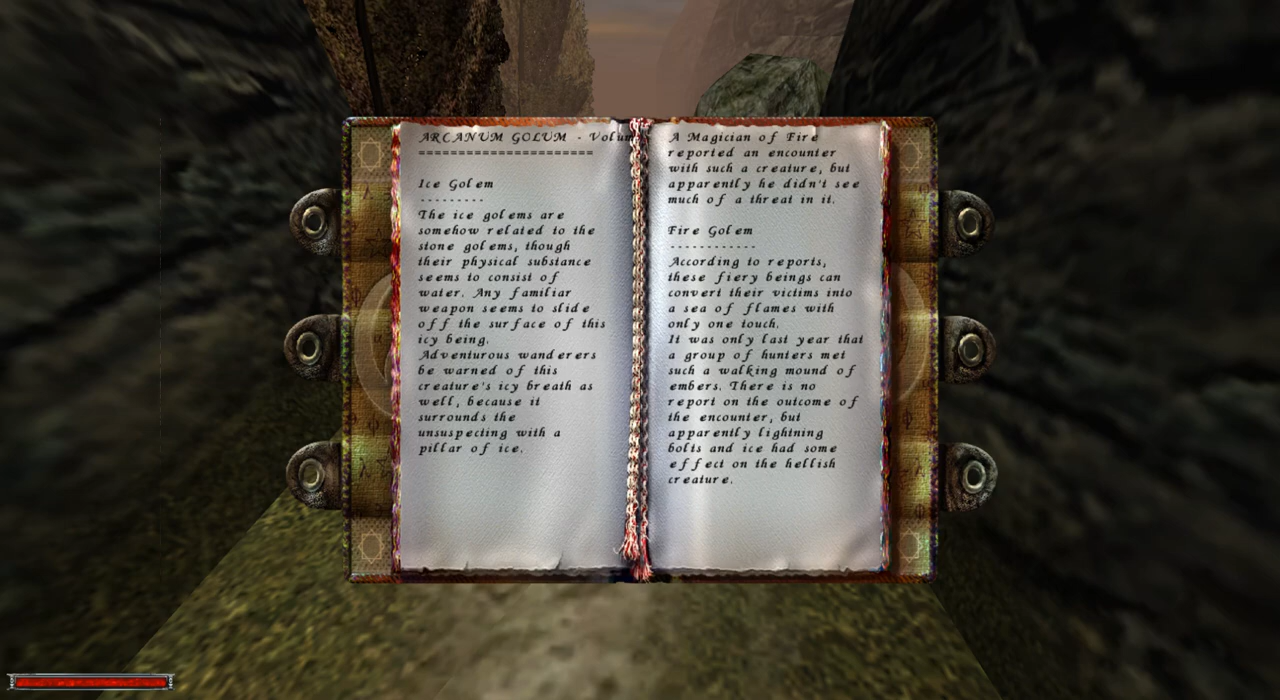 ARCANUM GOLUM - Volum
=====================
Ice Golem
---------
The ice golems are
somehow related to the
stone golems, though
their physical substance
seems to consist of
water. Any familiar
weapon seems to slide
off the surface of this
icy being.
Adventurous wanderers
be warned of this
creature's icy breath as
well, because it
surrounds the
unsuspecting with a
pillar of ice.
A Magician of Fire
reported an encounter
with such a creature, but
apparently he didn't see
much of a threat in it.
Fire Golem
------------
According to reports,
these fiery beings can
convert their victims into
a sea of flames with
only one touch.
It was only last year that
a group of hunters met
such a walking mound of
embers. There is no
report on the outcome of
the encounter, but
apparently lightning
bolts and ice had some
effect on the hellish
creature.